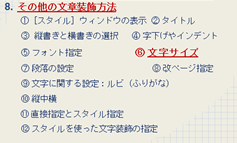 8. その他の文章装飾方法
① [スタイル] ウィンドウの表示 ② タイトル
③ 縦書きと横書きの選択 ④ 字下げやインデント
⑤ フォント指定 ⑥ 文字サイズ
⑦ 段落の設定 ⑧ 改ページ指定
⑨ 文字に関する設定：ルビ（ふりがな）
⑩ 縦中横
⑪ 直接指定とスタイル指定
⑫ スタイルを使った文字装飾の指定